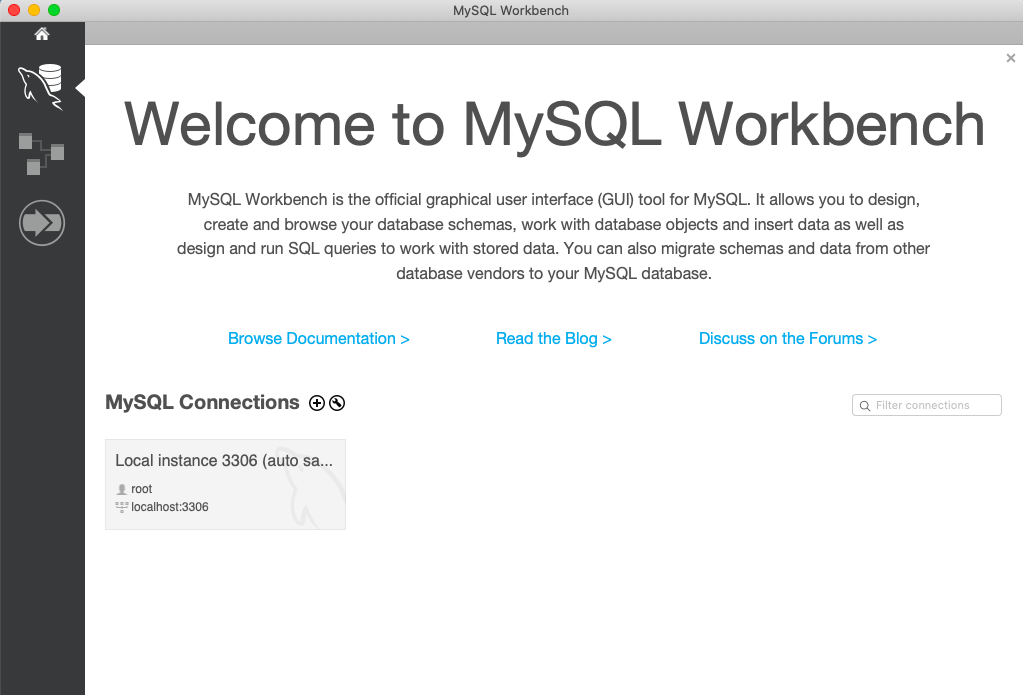 MySQL Workbench
Welcome to MySQL Workbench
MySQL Workbench is the official graphical user interface (GUI) tool for MySQL. It allows you to design,
create and browse your database schemas, work with database objects and insert data as well as
design and run SQL queries to work with stored data. You can also migrate schemas and data from other
database vendors to your MySQL database.
Browse Documentation > Read the Blog > Discuss on the Forums >
MySQL Connections Filter connections
Local instance 3306 (auto sa...
root
localhost:3306